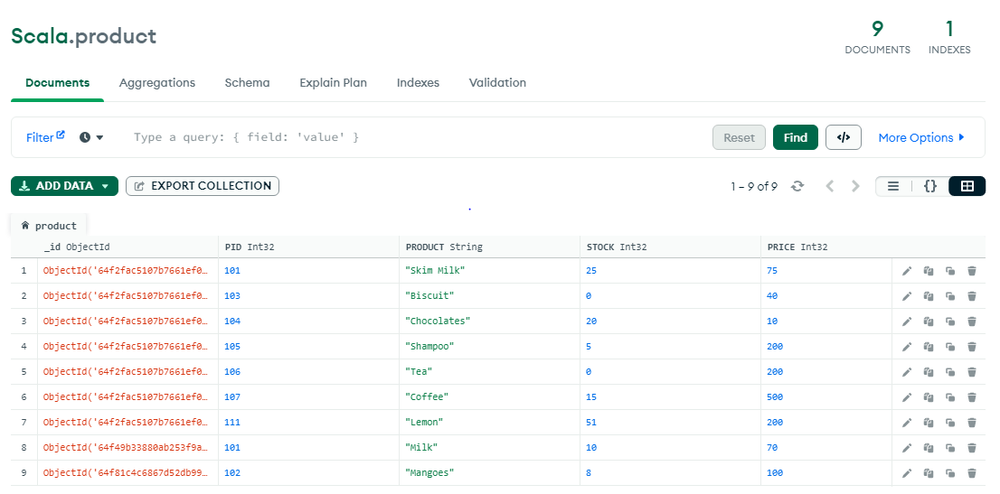 Scala.product
9
DOCUMENTS
1
INDEXES
Documents Aggregations Schema Explain Plan Indexes Validation
Filter Type a query: { field: 'value' } Reset Find </> More Options
ADD DATA EXPORT COLLECTION 1 – 9 of 9 {}
product
_id ObjectId PID Int32 PRODUCT String STOCK Int32 PRICE Int32
1 ObjectId('64f2fac5107b7661ef0… 101 "Skim Milk" 25 75
2 ObjectId('64f2fac5107b7661ef0… 103 "Biscuit" 0 40
3 ObjectId('64f2fac5107b7661ef0… 104 "Chocolates" 20 10
4 ObjectId('64f2fac5107b7661ef0… 105 "Shampoo" 5 200
5 ObjectId('64f2fac5107b7661ef0… 106 "Tea" 0 200
6 ObjectId('64f2fac5107b7661ef0… 107 "Coffee" 15 500
7 ObjectId('64f2fac5107b7661ef0… 111 "Lemon" 51 200
8 ObjectId('64f49b33880ab253f9a… 101 "Milk" 10 70
9 ObjectId('64f81c4c6867d52db99… 102 "Mangoes" 8 100